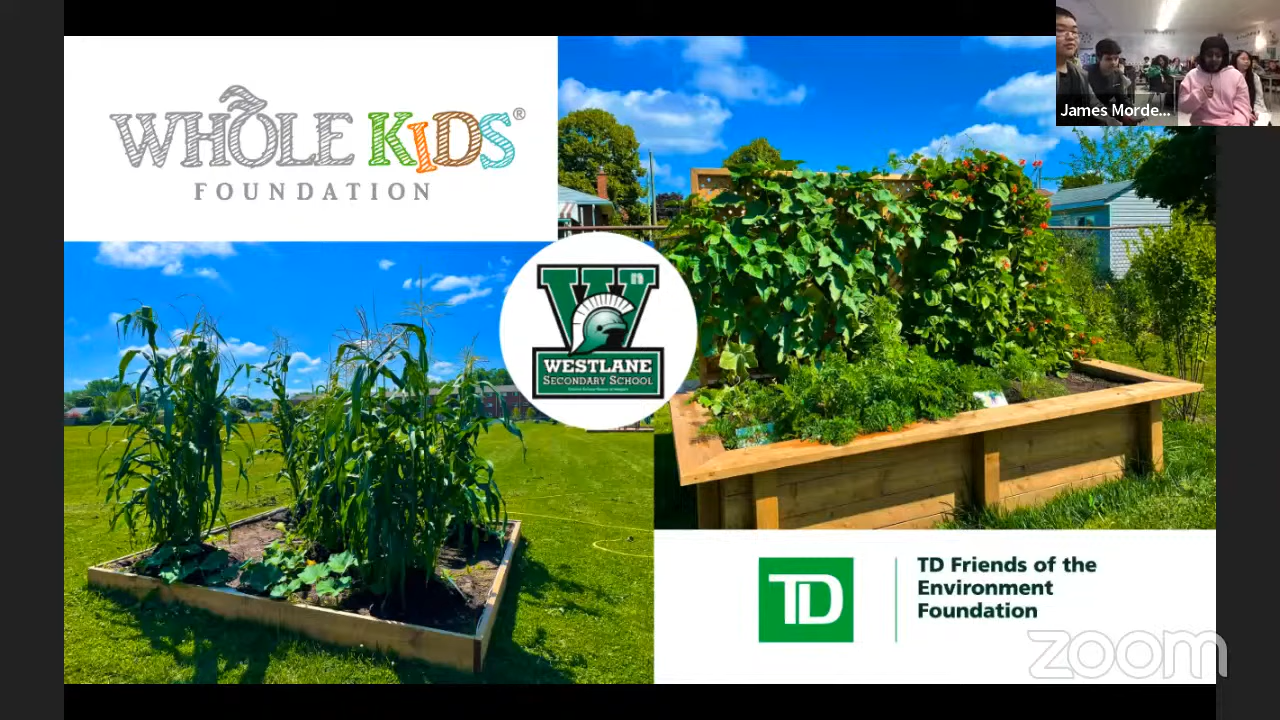 WHOLE KIDS®
FOUNDATION
James Morde...
W
WESTLANE
SECONDARY SCHOOL
TD
TD Friends of the
Environment
Foundation
zoom